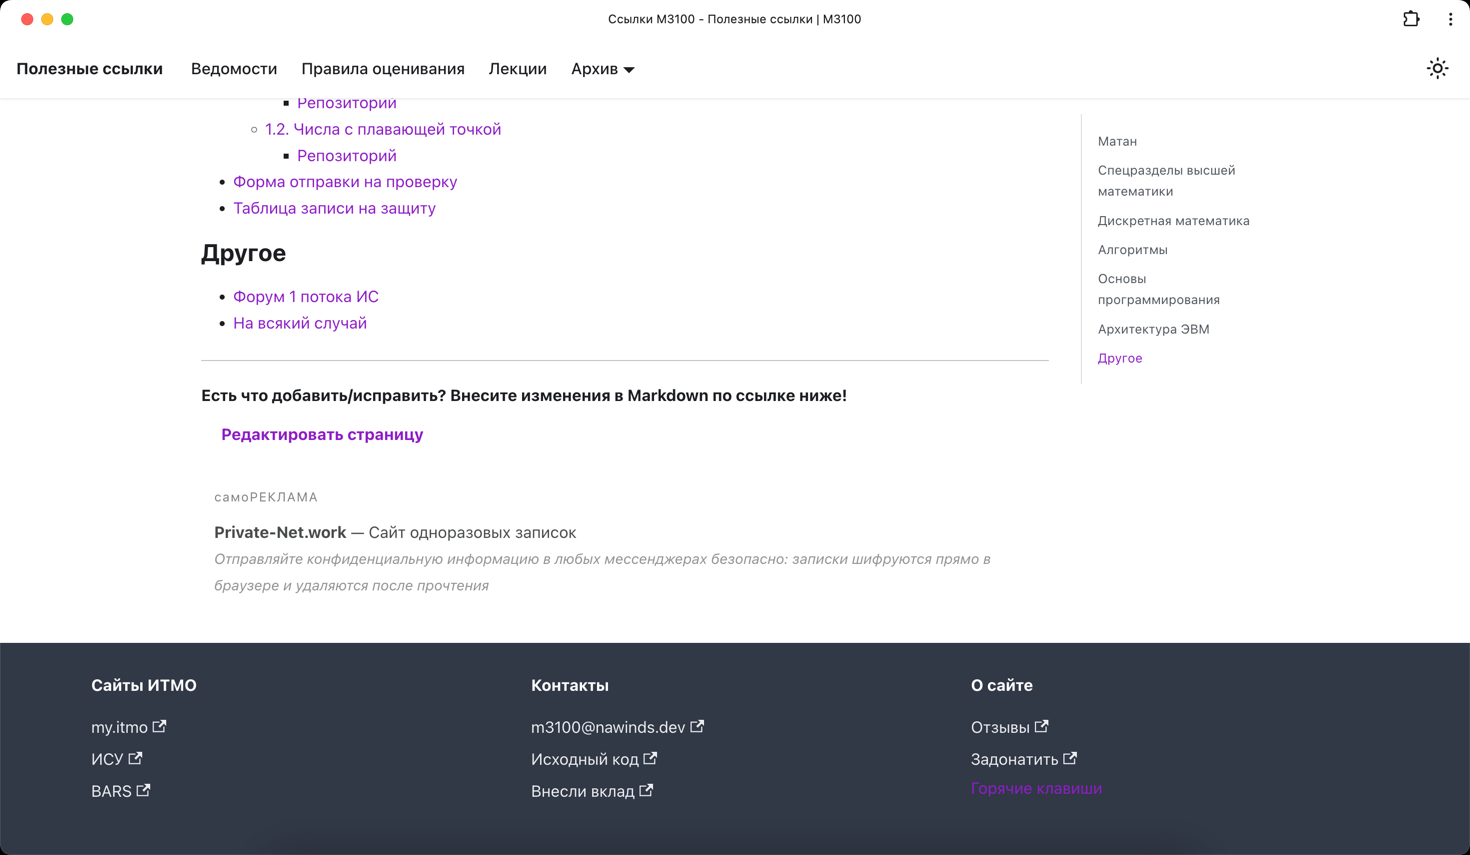 Ссылки М3100 - Полезные ссылки | М3100
Полезные ссылки Ведомости Правила оценивания Лекции Архив
Репозиторий
1.2. Числа с плавающей точкой
Репозиторий
Форма отправки на проверку
Таблица записи на защиту
Другое
Форум 1 потока ИС
На всякий случай
Есть что добавить/исправить? Внесите изменения в Markdown по ссылке ниже!
Редактировать страницу
самоРЕКЛАМА
Private-Net.work — Сайт одноразовых записок
Отправляйте конфиденциальную информацию в любых мессенджерах безопасно: записки шифруются прямо в
браузере и удаляются после прочтения
Матан
Спецразделы высшей
математики
Дискретная математика
Алгоритмы
Основы
программирования
Архитектура ЭВМ
Другое
Сайты ИТМО
my.itmo
ИСУ
BARS
Контакты
m3100@nawinds.dev
Исходный код
Внесли вклад
О сайте
Отзывы
Задонатить
Горячие клавиши